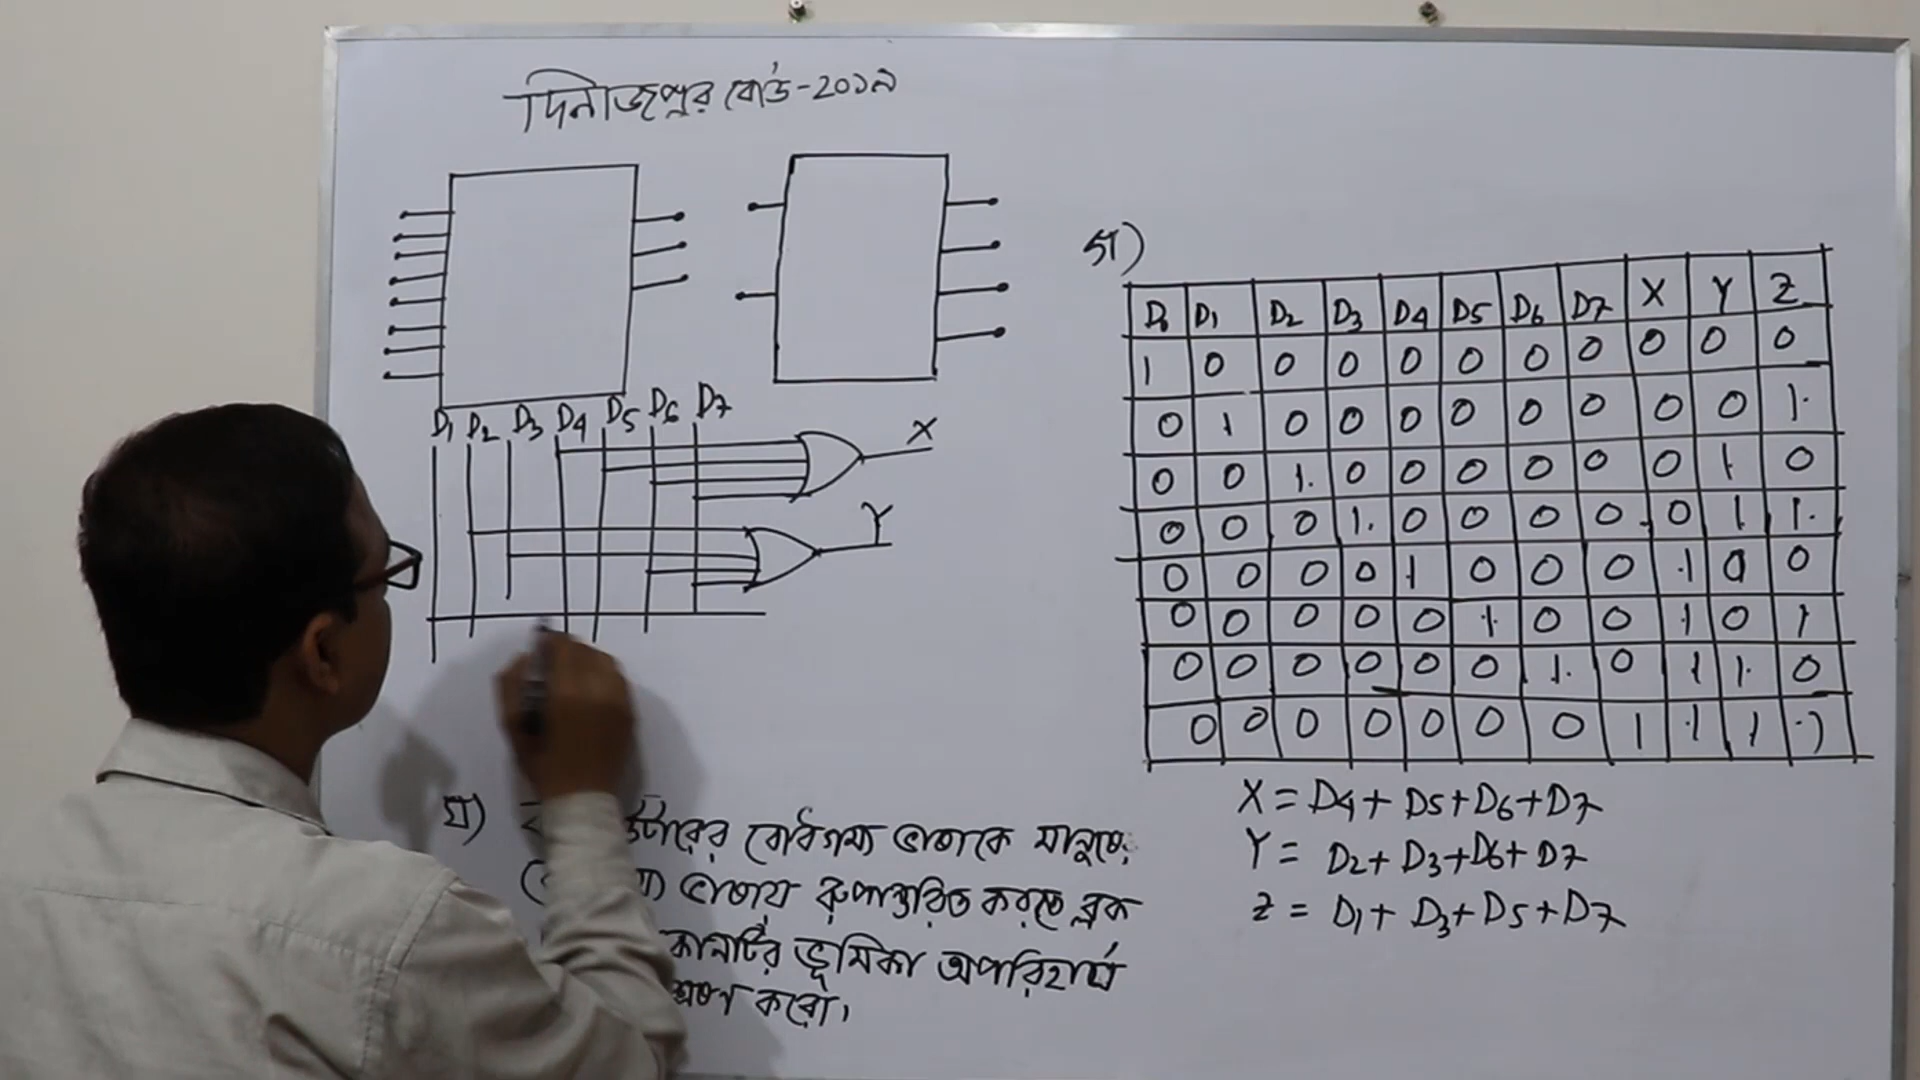 দিনাজপুর বোর্ড-২০১৯
D1 D2 D3 D4 D5 D6 D7
X
Y
গ)
D0 D1 D2 D3 D4 D5 D6 D7 X Y Z
1 0 0 0 0 0 0 0 0 0 0
0 1 0 0 0 0 0 0 0 0 1
0 0 1 0 0 0 0 0 0 1 0
0 0 0 1 0 0 0 0 0 1 1
0 0 0 0 1 0 0 0 1 0 0
0 0 0 0 0 1 0 0 1 0 1
0 0 0 0 0 0 1 0 1 1 0
0 0 0 0 0 0 0 1 1 1 1
X = D4 + D5 + D6 + D7
Y = D2 + D3 + D6 + D7
Z = D1 + D3 + D5 + D7
ঘ) বোধগম্য ভাষাকে মানুষের
ভাষায় রুপান্তরিত করতে ব্লক
ভূমিকা অপরিহার্য
করো।